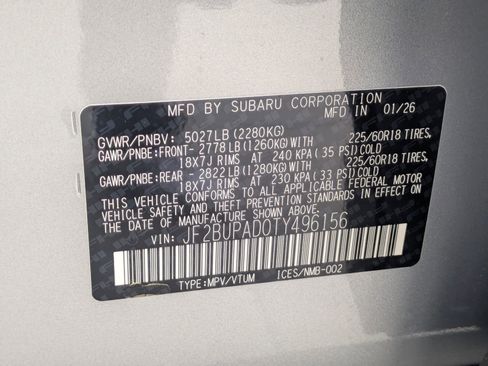 MFD BY SUBARU CORPORATION
MFD IN 01/26
GVWR/PNBV: 5027LB(2280KG)
GAWR/PNBE:FRONT- 2778LB(1260KG)WITH 225/60R18 TIRES,
18X7J RIMS AT 240 KPA(35 PSI)COLD
GAWR/PNBE:REAR - 2822LB(1280KG)WITH 225/60R18 TIRES,
18X7J RIMS AT 230 KPA(33 PSI)COLD
THIS VEHICLE CONFORMS TO ALL APPLICABLE FEDERAL MOTOR
VEHICLE SAFETY AND THEFT PREVENTION STANDARDS IN EFFECT ON
THE DATE OF MANUFACTURE SHOWN ABOVE.
VIN: JF2BUPAD0TY496156
TYPE:MPV/VTUM ICES/NMB-002